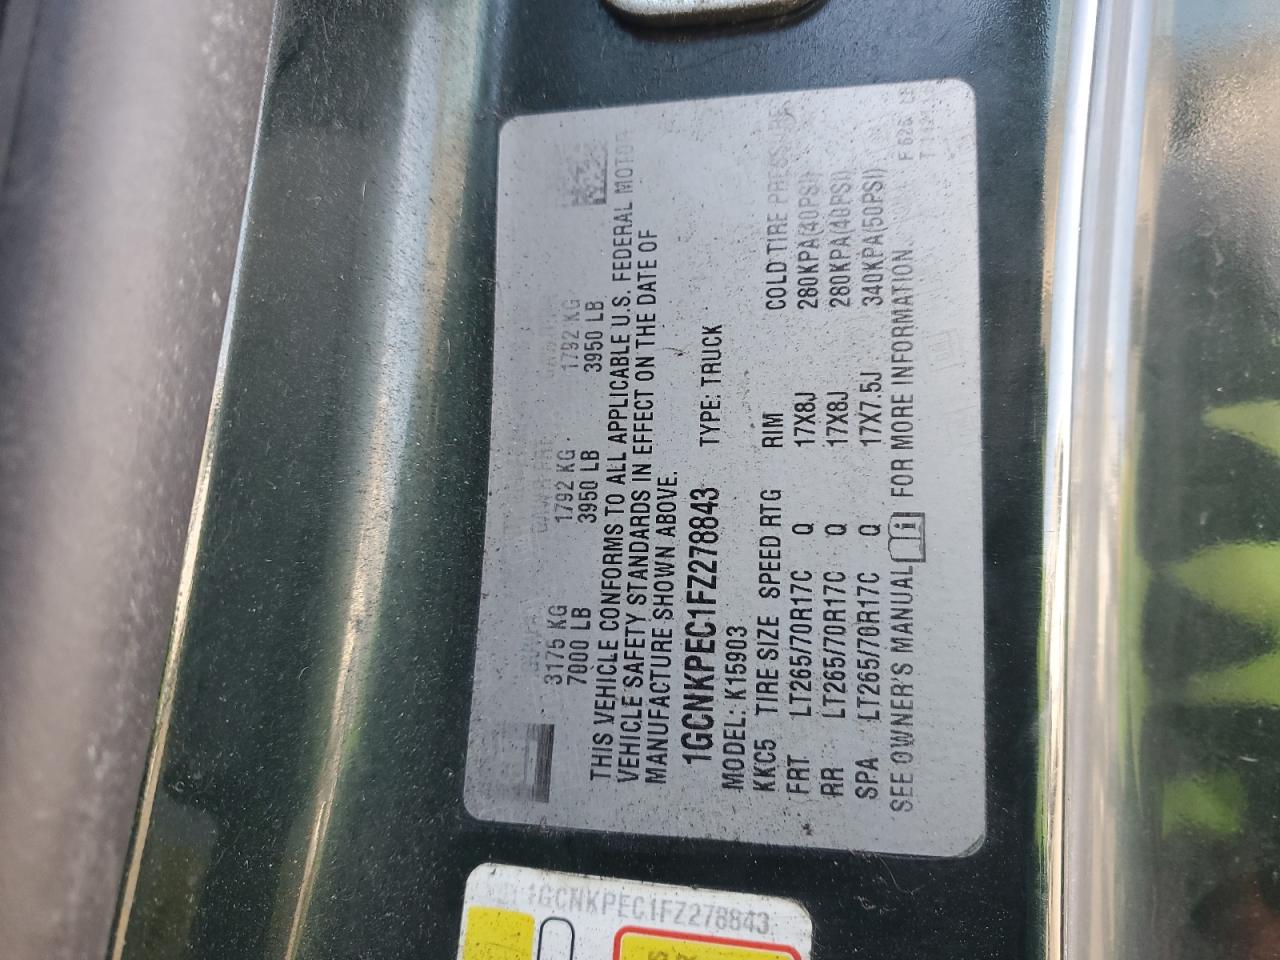 3175 KG 1792 KG 1792 KG
7000 LB 3950 LB 3950 LB
THIS VEHICLE CONFORMS TO ALL APPLICABLE U.S. FEDERAL MOTOR
VEHICLE SAFETY STANDARDS IN EFFECT ON THE DATE OF
MANUFACTURE SHOWN ABOVE.
1GCNKPEC1FZ278843 TYPE: TRUCK
MODEL: K15903
KKC5 TIRE SIZE SPEED RTG RIM COLD TIRE PRESSURE
FRT LT265/70R17C Q 17X8J 280KPA(40PSI)
RR LT265/70R17C Q 17X8J 280KPA(40PSI)
SPA LT265/70R17C Q 17X7.5J 340KPA(50PSI)
SEE OWNER'S MANUAL i FOR MORE INFORMATION.
1GCNKPEC1FZ278843